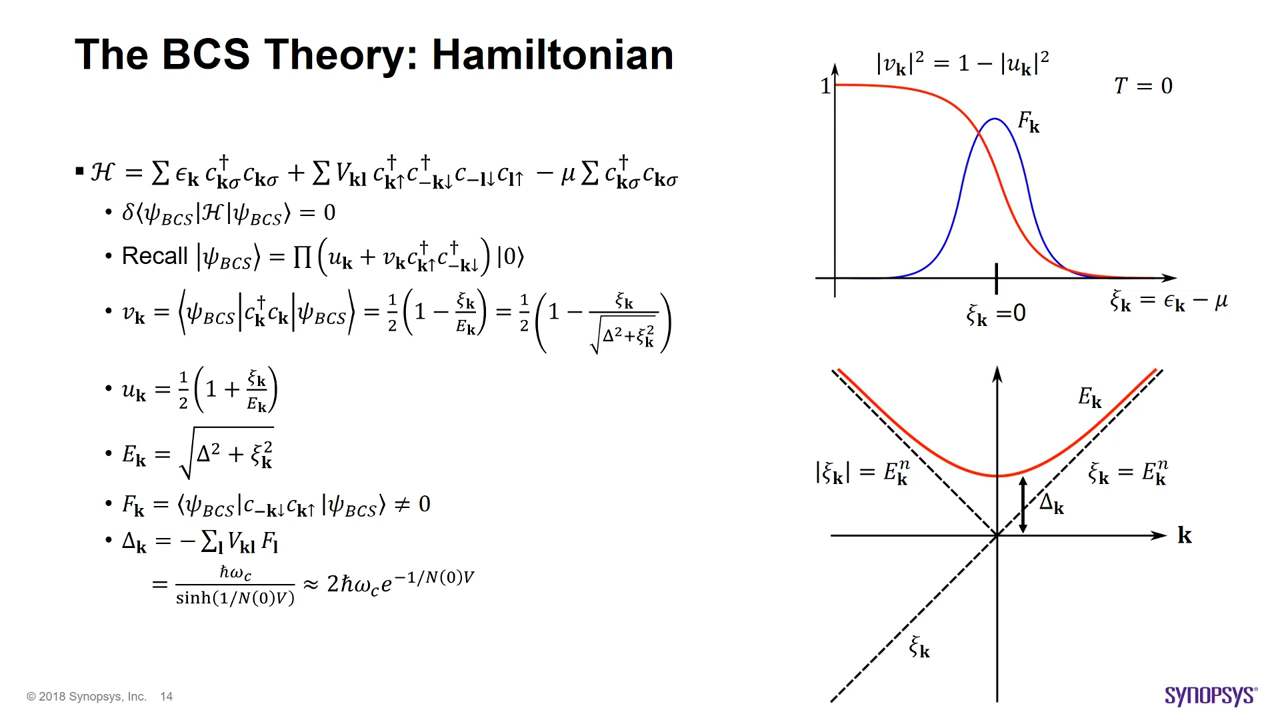 The BCS Theory: Hamiltonian
▪ ℋ = ∑ ϵ_𝐤 c†_𝐤σ c_𝐤σ + ∑ V_𝐤𝐥 c†_𝐤↑ c†_−𝐤↓ c_−𝐥↓ c_𝐥↑ − μ ∑ c†_𝐤σ c_𝐤σ
• δ⟨ψ_BCS|ℋ|ψ_BCS⟩ = 0
• Recall |ψ_BCS⟩ = ∏ (u_𝐤 + v_𝐤 c†_𝐤↑ c†_−𝐤↓) |0⟩
• v_𝐤 = ⟨ψ_BCS|c†_𝐤 c_𝐤|ψ_BCS⟩ = 1/2 (1 − ξ_𝐤/E_𝐤) = 1/2 (1 − ξ_𝐤/√(Δ²+ξ_𝐤²))
• u_𝐤 = 1/2 (1 + ξ_𝐤/E_𝐤)
• E_𝐤 = √(Δ² + ξ_𝐤²)
• F_𝐤 = ⟨ψ_BCS|c_−𝐤↓ c_𝐤↑ |ψ_BCS⟩ ≠ 0
• Δ_𝐤 = − ∑_𝐥 V_𝐤𝐥 F_𝐥
= ℏω_c/sinh(1/N(0)V) ≈ 2ℏω_c e^(−1/N(0)V)
|v_𝐤|² = 1 − |u_𝐤|²
1
T = 0
F_𝐤
ξ_𝐤 =0
ξ_𝐤 = ϵ_𝐤 − μ
E_𝐤
|ξ_𝐤| = E_𝐤^n
ξ_𝐤 = E_𝐤^n
Δ_𝐤
𝐤
ξ_𝐤
© 2018 Synopsys, Inc. 14
SYNOPSYS®